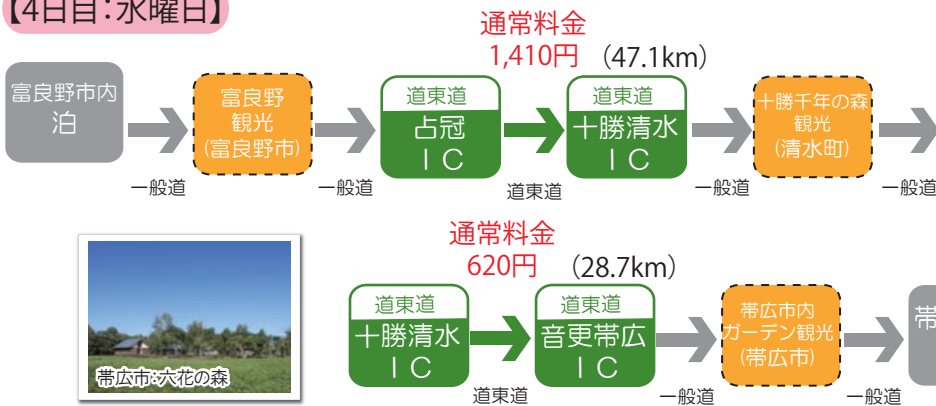 【4日目：水曜日】
通常料金
1,410円 （47.1km）
富良野市内
泊
一般道
富良野
観光
(富良野市)
一般道
道東道
占冠
ＩＣ
道東道
道東道
十勝清水
ＩＣ
一般道
十勝千年の森
観光
(清水町)
一般道
通常料金
620円 （28.7km）
道東道
十勝清水
ＩＣ
道東道
道東道
音更帯広
ＩＣ
一般道
帯広市内
ガーデン観光
(帯広市)
一般道
帯
帯広市:六花の森